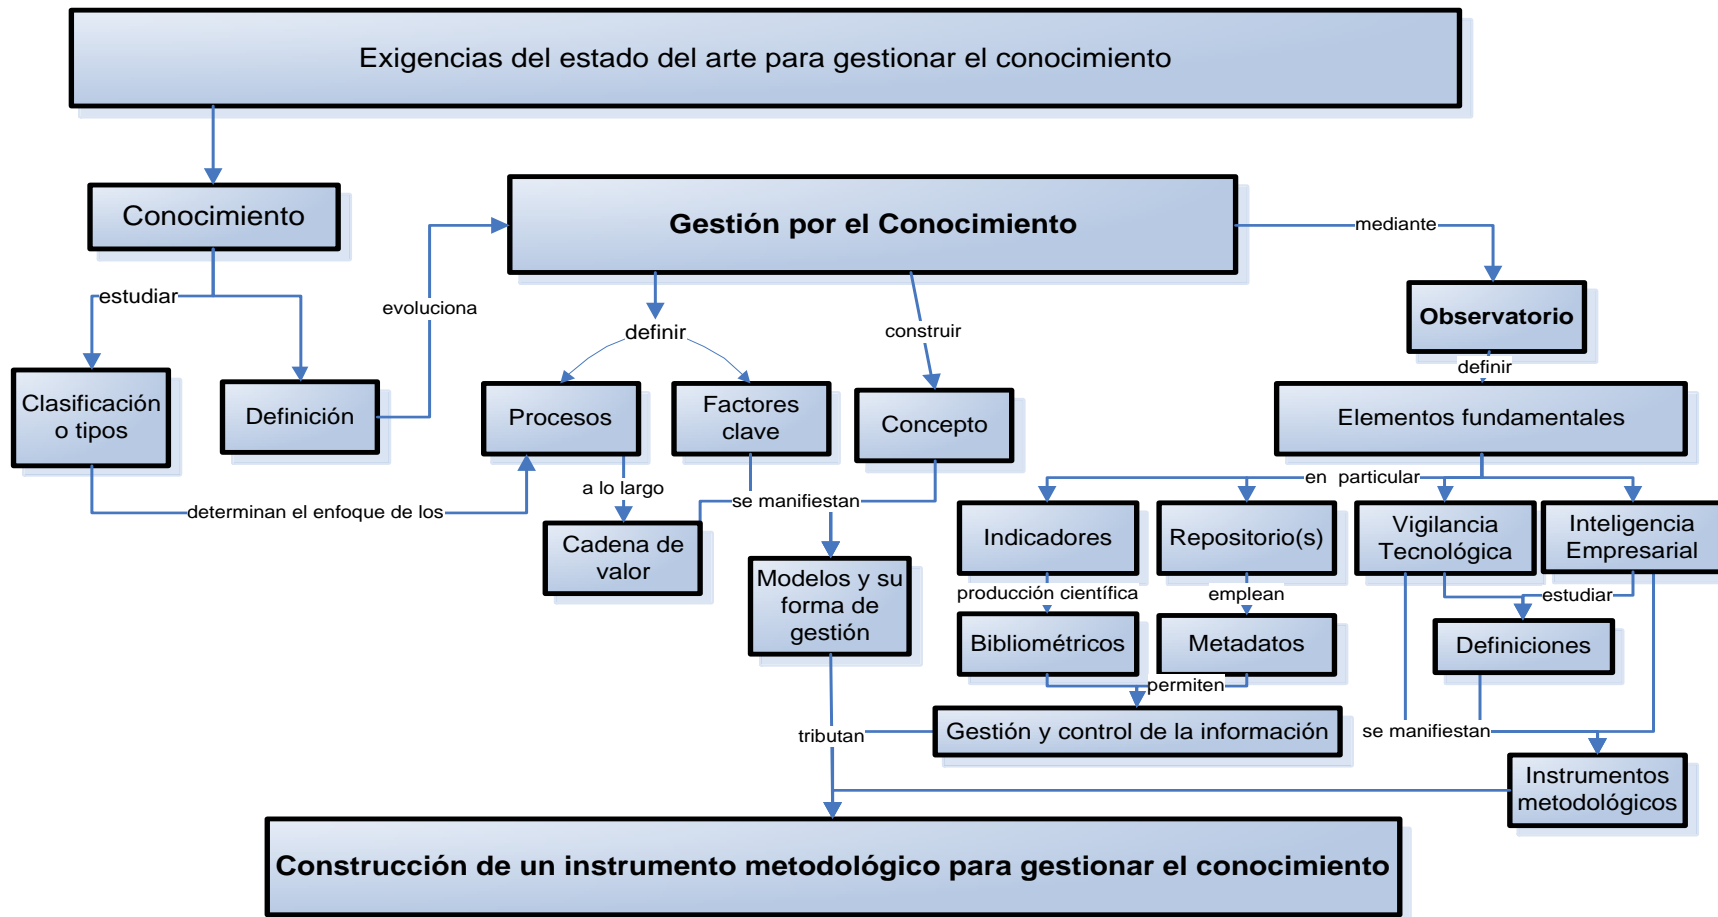 Exigencias del estado del arte para gestionar el conocimiento
Conocimiento
Gestión por el Conocimiento
mediante
estudiar
evoluciona
definir
construir
Observatorio
definir
Clasificación
o tipos
Definición
Procesos
Factores
clave
Concepto
Elementos fundamentales
determinan el enfoque de los
a lo largo
se manifiestan
en particular
Cadena de
valor
Modelos y su
forma de
gestión
Indicadores
Repositorio(s)
Vigilancia
Tecnológica
Inteligencia
Empresarial
producción científica
emplean
estudiar
Bibliométricos
Metadatos
Definiciones
permiten
tributan
Gestión y control de la información
se manifiestan
Instrumentos
metodológicos
Construcción de un instrumento metodológico para gestionar el conocimiento